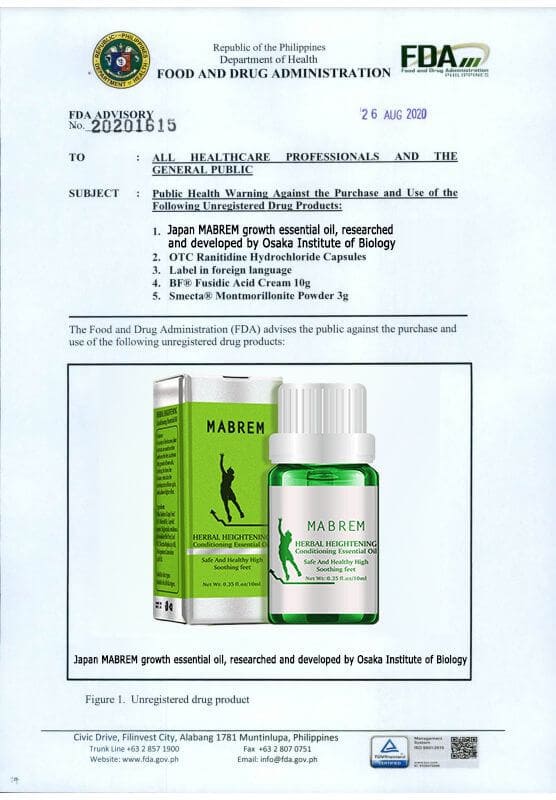 REPUBLIC OF THE PHILIPPINES
DEPARTMENT OF HEALTH
Republic of the Philippines
Department of Health
FOOD AND DRUG ADMINISTRATION
FDA
Food and Drug Administration
PHILIPPINES
FDA ADVISORY
No. 20201615
26 AUG 2020
TO : ALL HEALTHCARE PROFESSIONALS AND THE
GENERAL PUBLIC
SUBJECT : Public Health Warning Against the Purchase and Use of the
Following Unregistered Drug Products:
1. Japan MABREM growth essential oil, researched
and developed by Osaka Institute of Biology
2. OTC Ranitidine Hydrochloride Capsules
3. Label in foreign language
4. BF® Fusidic Acid Cream 10g
5. Smecta® Montmorillonite Powder 3g
The Food and Drug Administration (FDA) advises the public against the purchase and
use of the following unregistered drug products:
MABREM
HERBAL HEIGHTENING
Conditioning Essential Oil
Safe And Healthy High
Soothing feet
Net Wt: 0.35 fl.oz/10ml
MABREM
HERBAL HEIGHTENING
Conditioning Essential Oil
Safe And Healthy High
Soothing feet
Net Wt: 0.35 fl.oz/10ml
Japan MABREM growth essential oil, researched and developed by Osaka Institute of Biology
Figure 1. Unregistered drug product
Civic Drive, Filinvest City, Alabang 1781 Muntinlupa, Philippines
Trunk Line +63 2 857 1900 Fax +63 2 807 0751
Website: www.fda.gov.ph Email: info@fda.gov.ph
Management
System
ISO 9001:2015